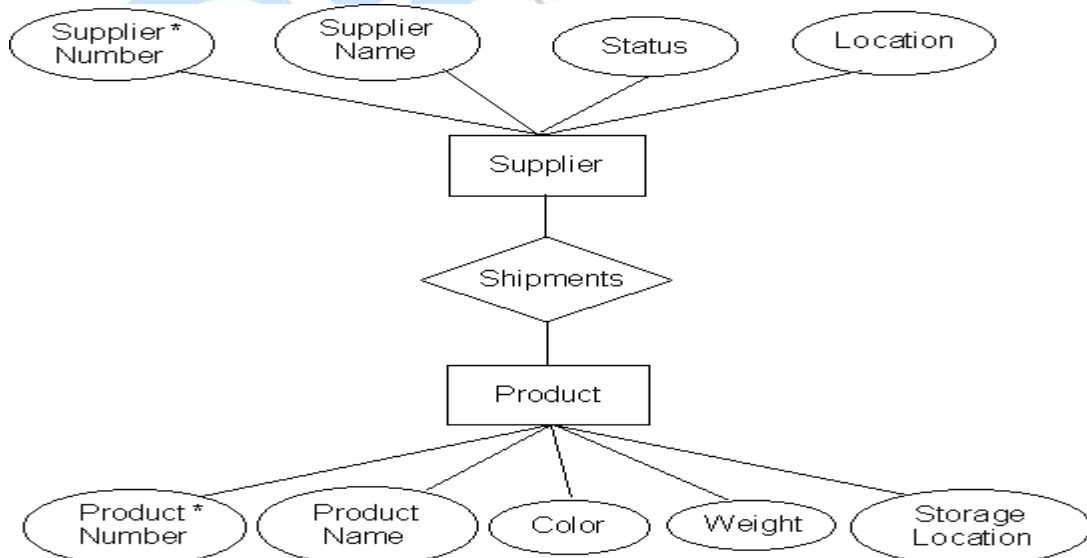 Supplier *
Number
Supplier
Name
Status
Location
Supplier
Shipments
Product
Product *
Number
Product
Name
Color
Weight
Storage
Location